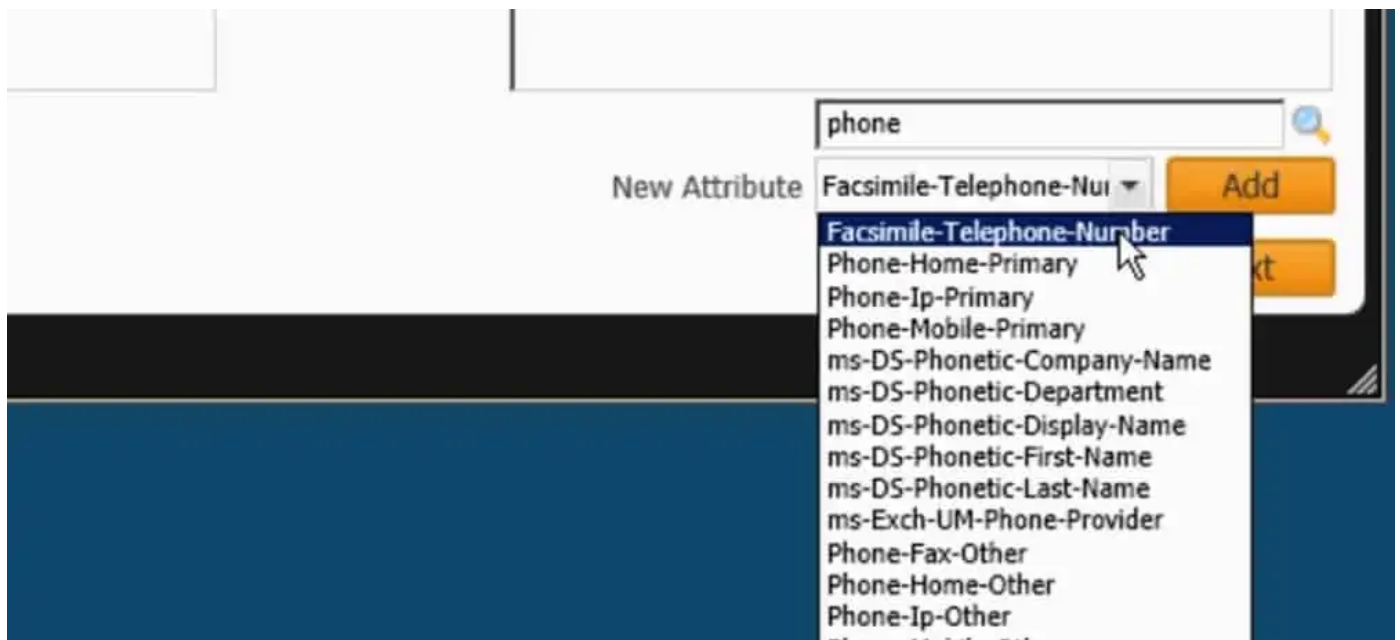 phone
New Attribute Facsimile-Telephone-Nu Add
Facsimile-Telephone-Number
Phone-Home-Primary
xt
Phone-Ip-Primary
Phone-Mobile-Primary
ms-DS-Phonetic-Company-Name
ms-DS-Phonetic-Department
ms-DS-Phonetic-Display-Name
ms-DS-Phonetic-First-Name
ms-DS-Phonetic-Last-Name
ms-Exch-UM-Phone-Provider
Phone-Fax-Other
Phone-Home-Other
Phone-Ip-Other